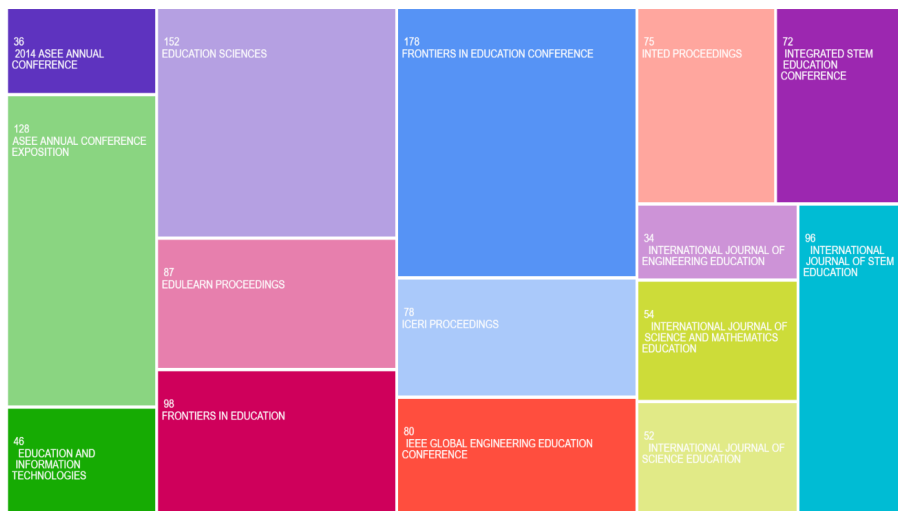 36
2014 ASEE ANNUAL
CONFERENCE
128
ASEE ANNUAL CONFERENCE
EXPOSITION
46
EDUCATION AND
INFORMATION
TECHNOLOGIES
152
EDUCATION SCIENCES
87
EDULEARN PROCEEDINGS
98
FRONTIERS IN EDUCATION
178
FRONTIERS IN EDUCATION CONFERENCE
78
ICERI PROCEEDINGS
80
IEEE GLOBAL ENGINEERING EDUCATION
CONFERENCE
75
INTED PROCEEDINGS
72
INTEGRATED STEM
EDUCATION
CONFERENCE
34
INTERNATIONAL JOURNAL OF
ENGINEERING EDUCATION
54
INTERNATIONAL JOURNAL OF
SCIENCE AND MATHEMATICS
EDUCATION
52
INTERNATIONAL JOURNAL OF
SCIENCE EDUCATION
96
INTERNATIONAL
JOURNAL OF STEM
EDUCATION